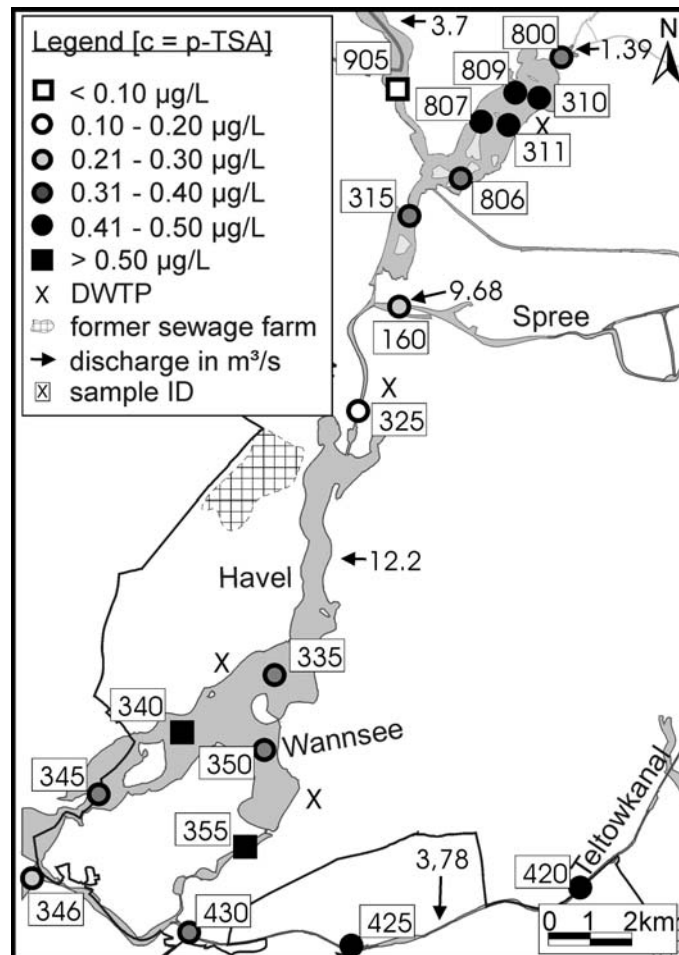 Legend [c = p-TSA]
< 0.10 µg/L
0.10 - 0.20 µg/L
0.21 - 0.30 µg/L
0.31 - 0.40 µg/L
0.41 - 0.50 µg/L
> 0.50 µg/L
X DWTP
former sewage farm
discharge in m³/s
X sample ID
3.7
800
N
905
809
1.39
807
310
X
311
806
315
9.68
160
Spree
X
325
Havel
12.2
X
335
340
Wannsee
350
345
X
355
Teltowkanal
3,78
420
346
430
425
0 1 2km